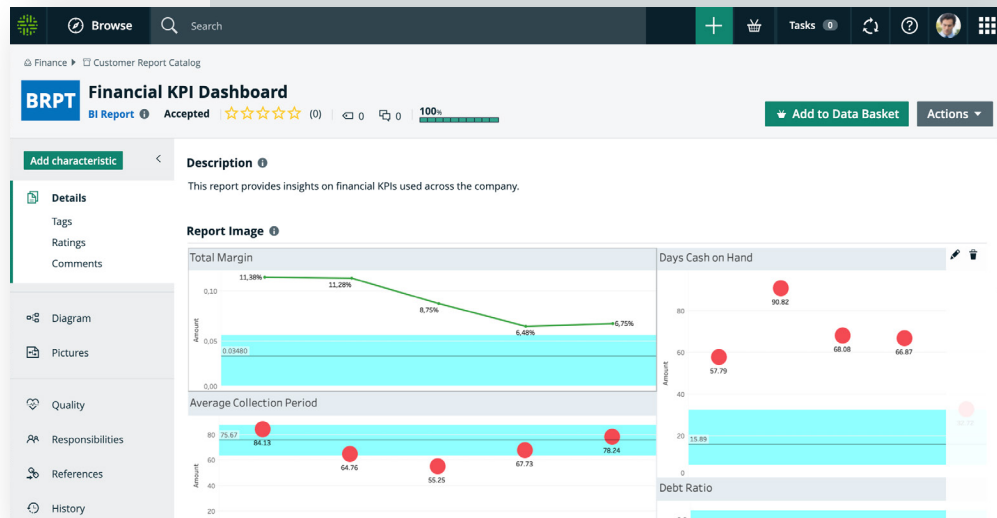 Browse
Search
Tasks 0
Finance
Customer Report Catalog
BRPT
Financial KPI Dashboard
BI Report
Accepted
(0)
0
0
100%
Add to Data Basket
Actions
Add characteristic
Details
Tags
Ratings
Comments
Diagram
Pictures
Quality
Responsibilities
References
History
Description
This report provides insights on financial KPIs used across the company.
Report Image
Total Margin
Amount
0,10
0,05
0,00
0.03480
11,38%
11,28%
8,75%
6,48%
6,75%
Average Collection Period
Amount
80
60
40
20
75.67
84.13
64.76
55.25
67.73
78.24
Days Cash on Hand
Amount
80
60
40
20
0
15.89
57.79
90.82
68.08
66.87
Debt Ratio